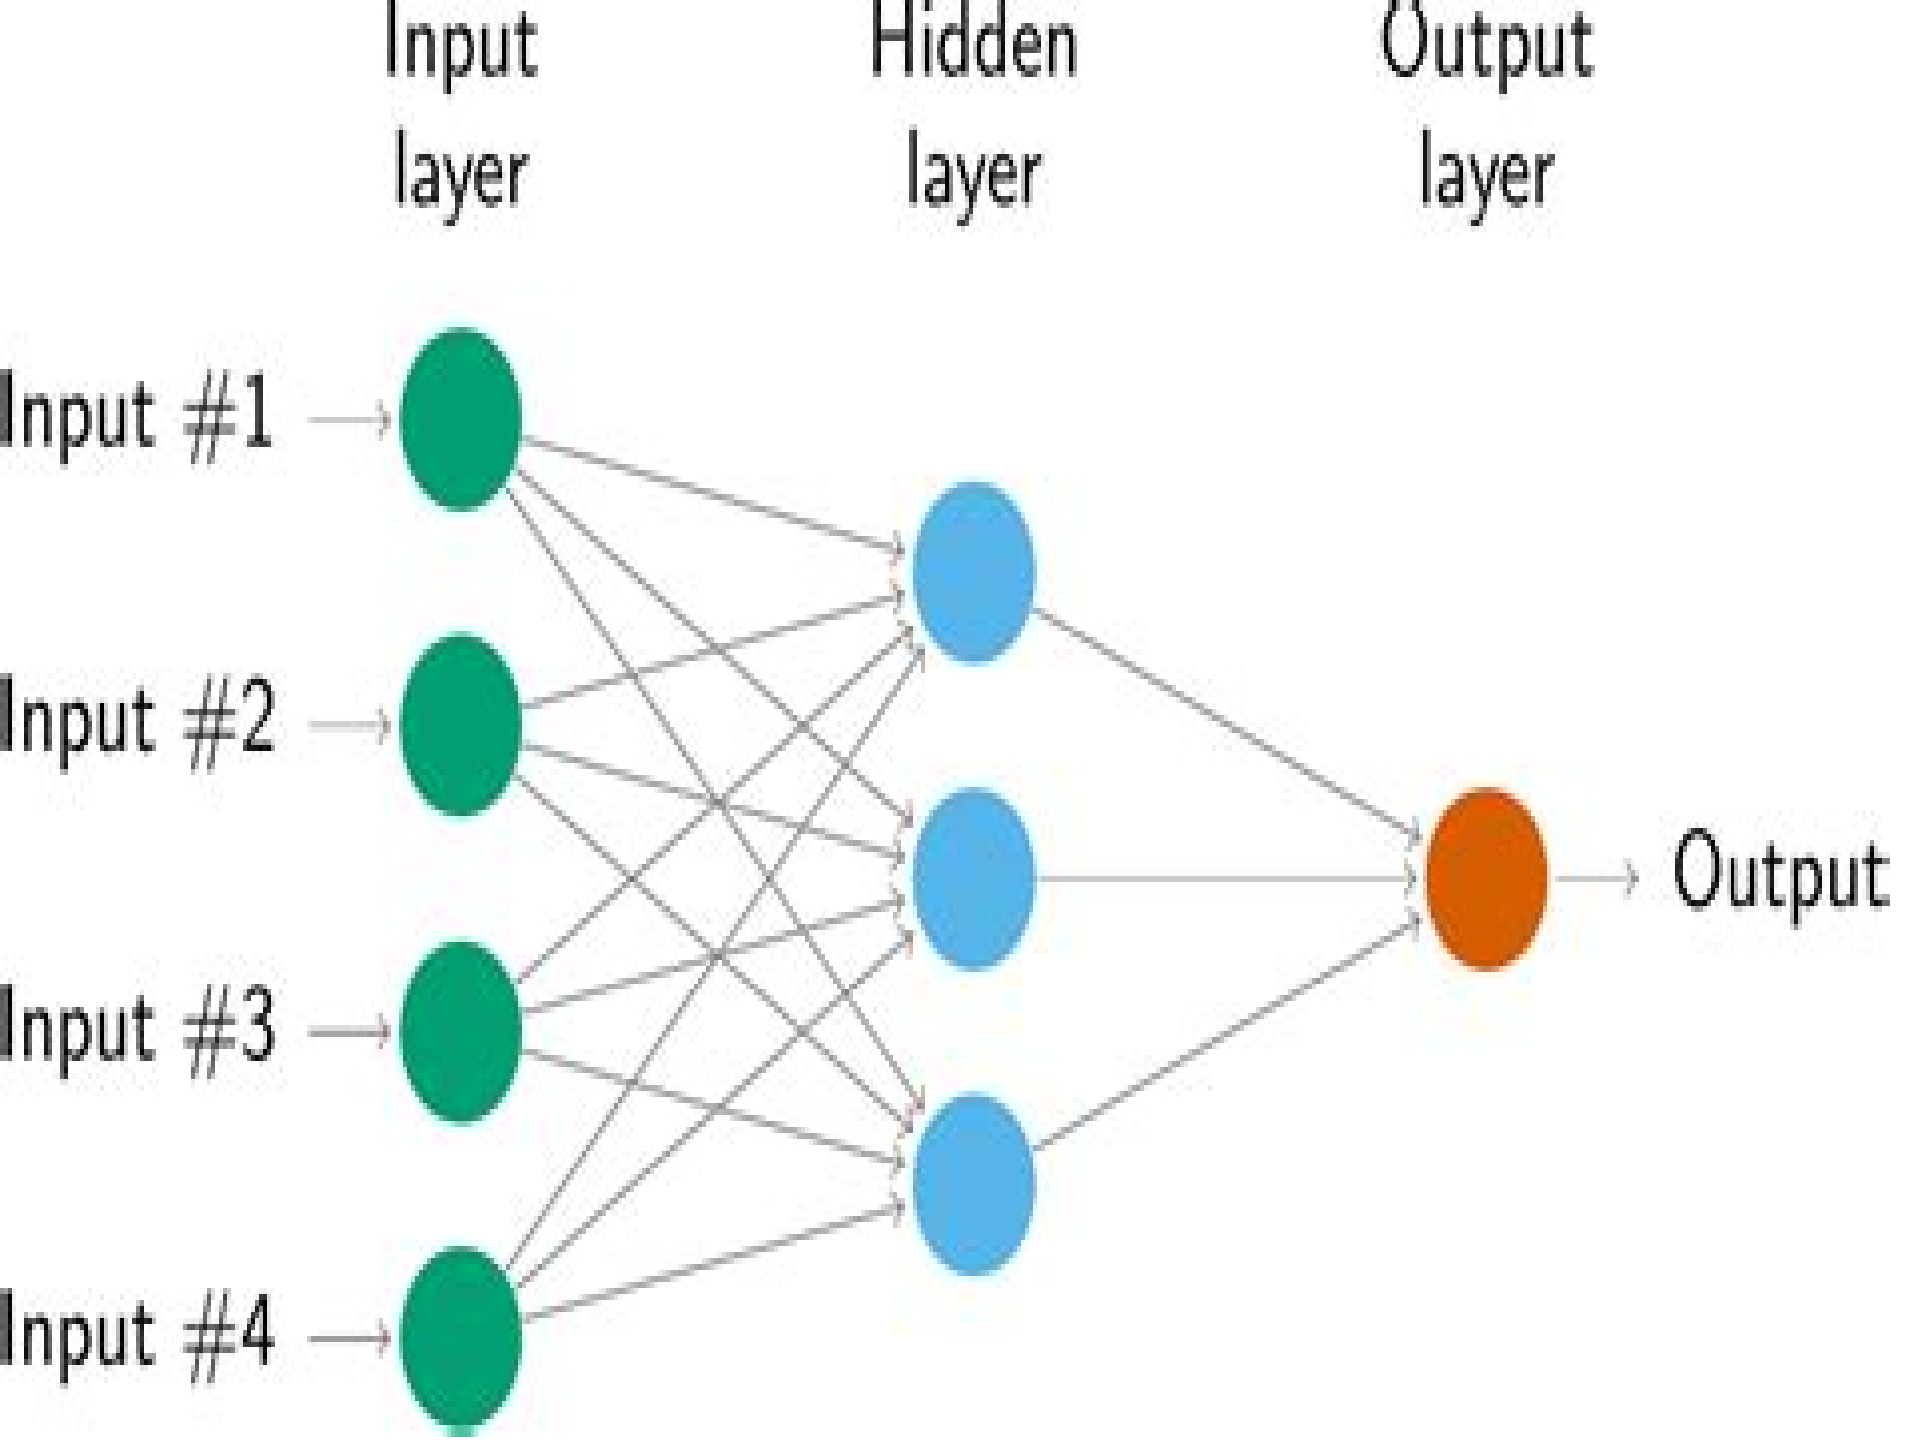 Input Hidden Output
layer layer layer
Input #1
Input #2
Output
Input #3
Input #4